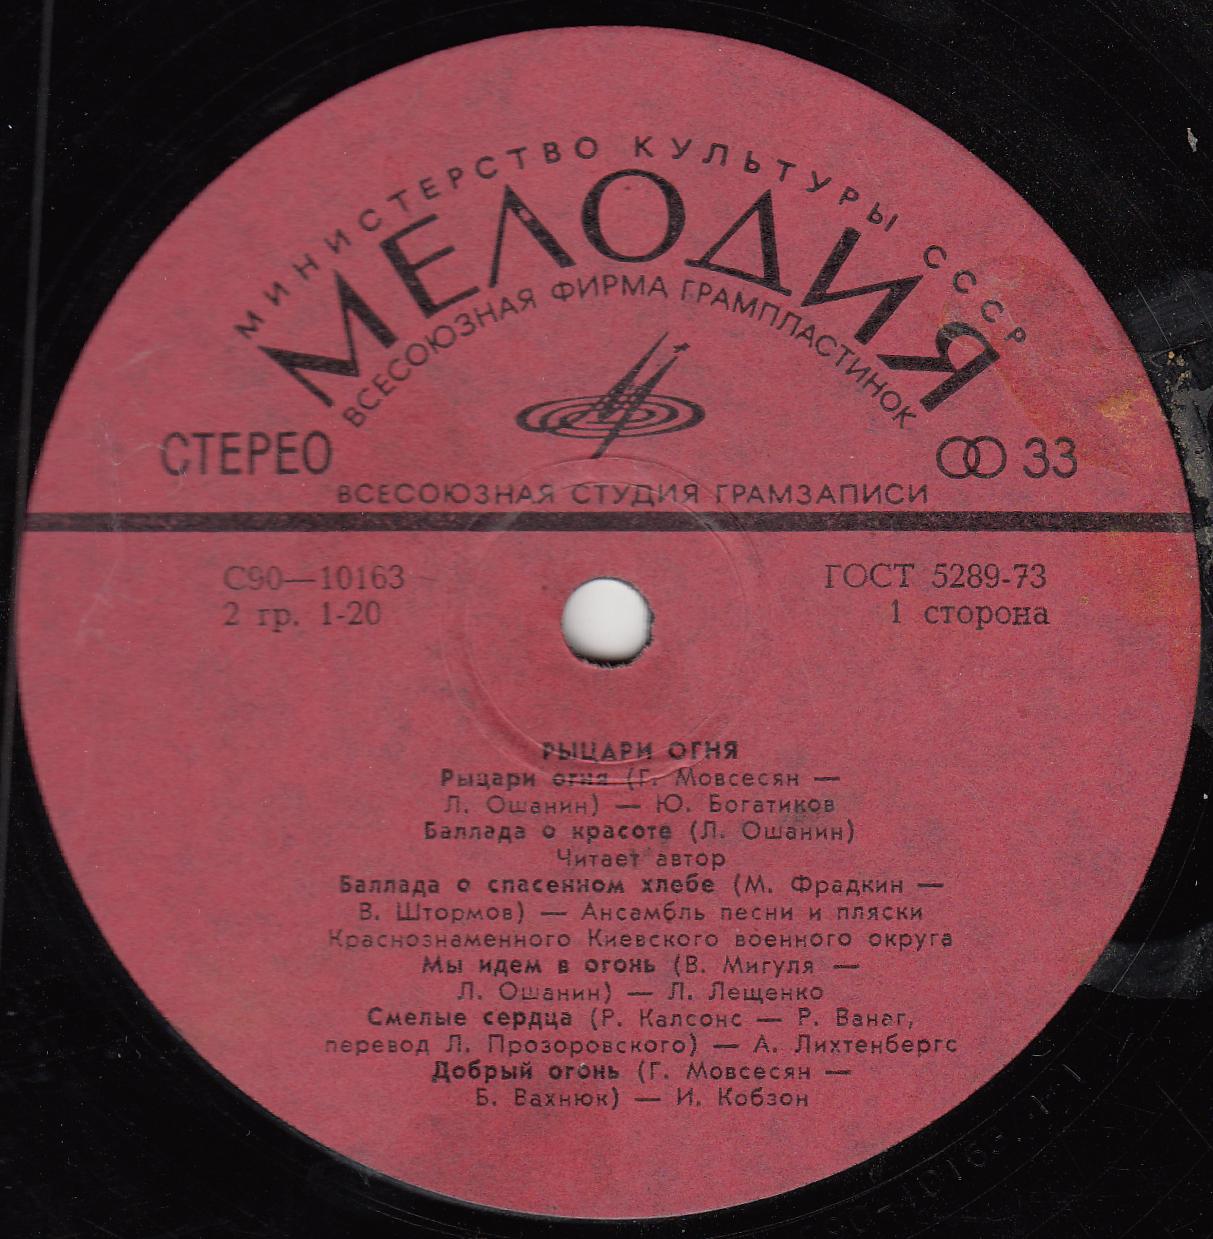 МИНИСТЕРСТВО КУЛЬТУРЫ СССР
МЕЛОДИЯ
ВСЕСОЮЗНАЯ ФИРМА ГРАМПЛАСТИНОК
СТЕРЕО
33
ВСЕСОЮЗНАЯ СТУДИЯ ГРАМЗАПИСИ
С90—10163
ГОСТ 5289-73
2 гр. 1-20
1 сторона
РЫЦАРИ ОГНЯ
Рыцари огня (Г. Мовсесян —
Л. Ошанин) — Ю. Богатиков
Баллада о красоте (Л. Ошанин)
Читает автор
Баллада о спасенном хлебе (М. Фрадкин —
В. Штормов) — Ансамбль песни и пляски
Краснознаменного Киевского военного округа
Мы идем в огонь (В. Мигуля —
Л. Ошанин) — Л. Лещенко
Смелые сердца (Р. Калсонс — Р. Ванаг,
перевод Л. Прозоровского) — А. Лихтенбергс
Добрый огонь (Г. Мовсесян —
Б. Вахнюк) — И. Кобзон